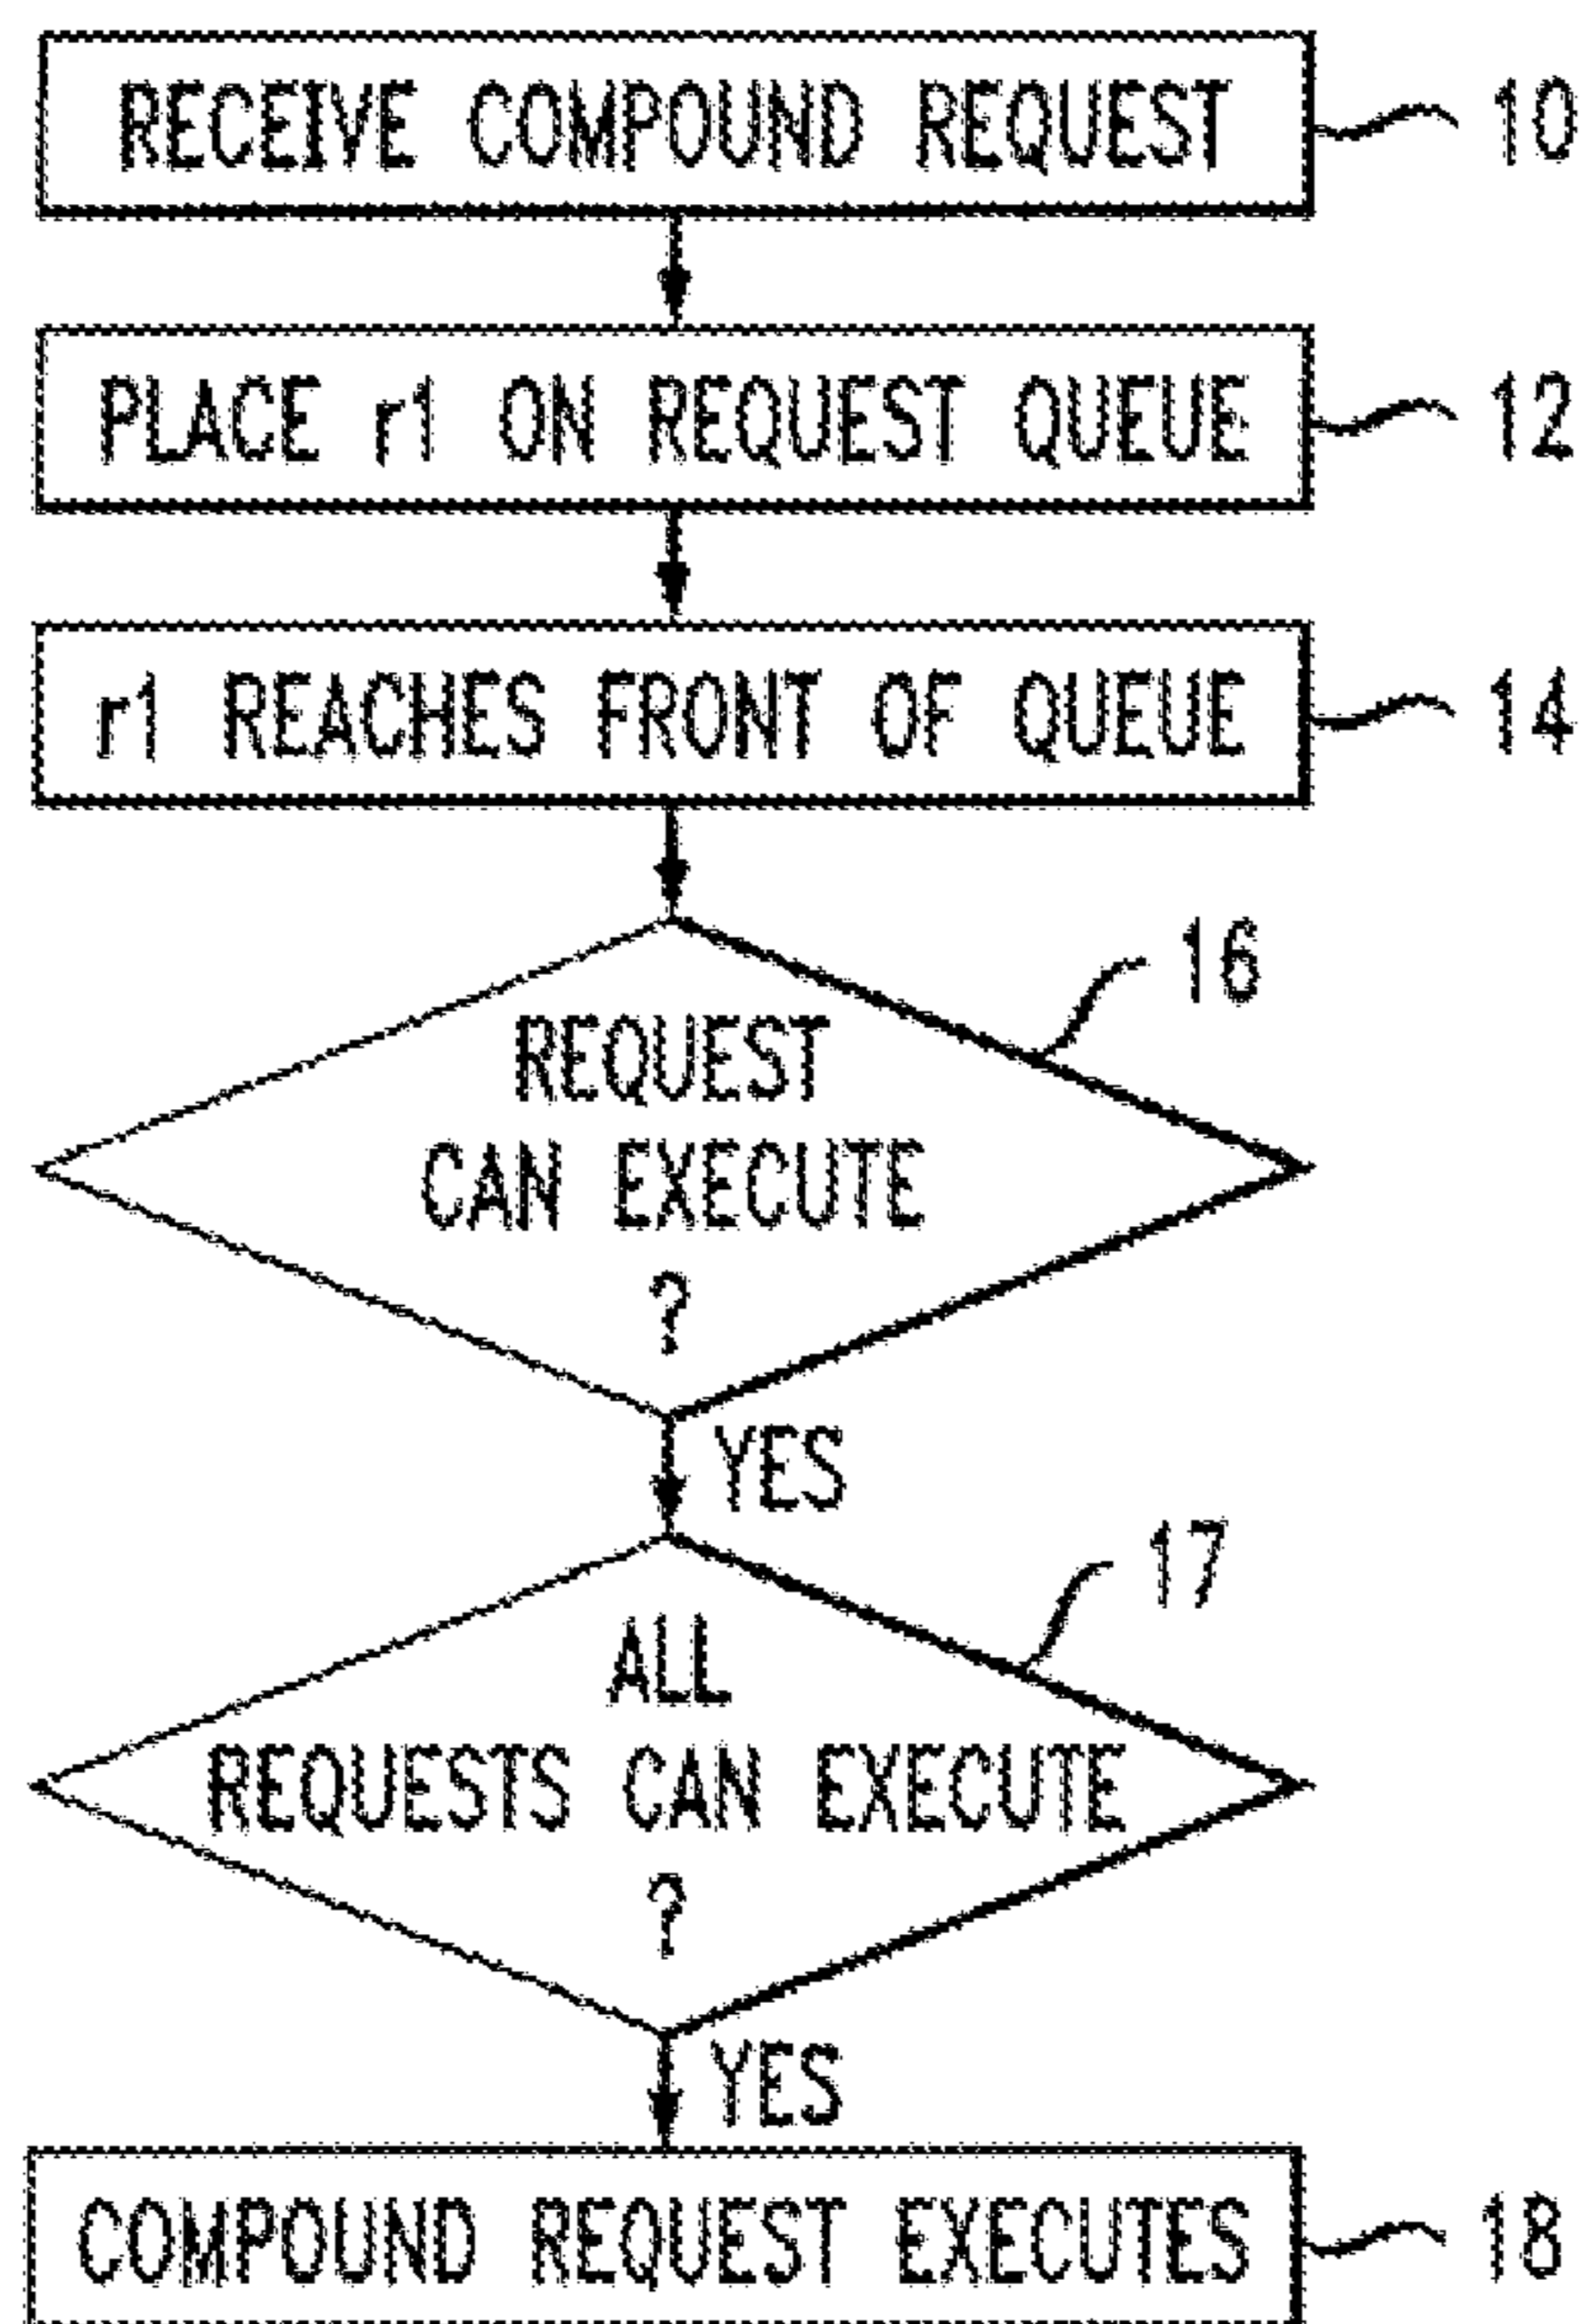 RECEIVE COMPOUND REQUEST 10
PLACE r1 ON REQUEST QUEUE 12
r1 REACHES FRONT OF QUEUE 14
16
REQUEST
CAN EXECUTE
?
YES
17
ALL
REQUESTS CAN EXECUTE
?
YES
COMPOUND REQUEST EXECUTES 18